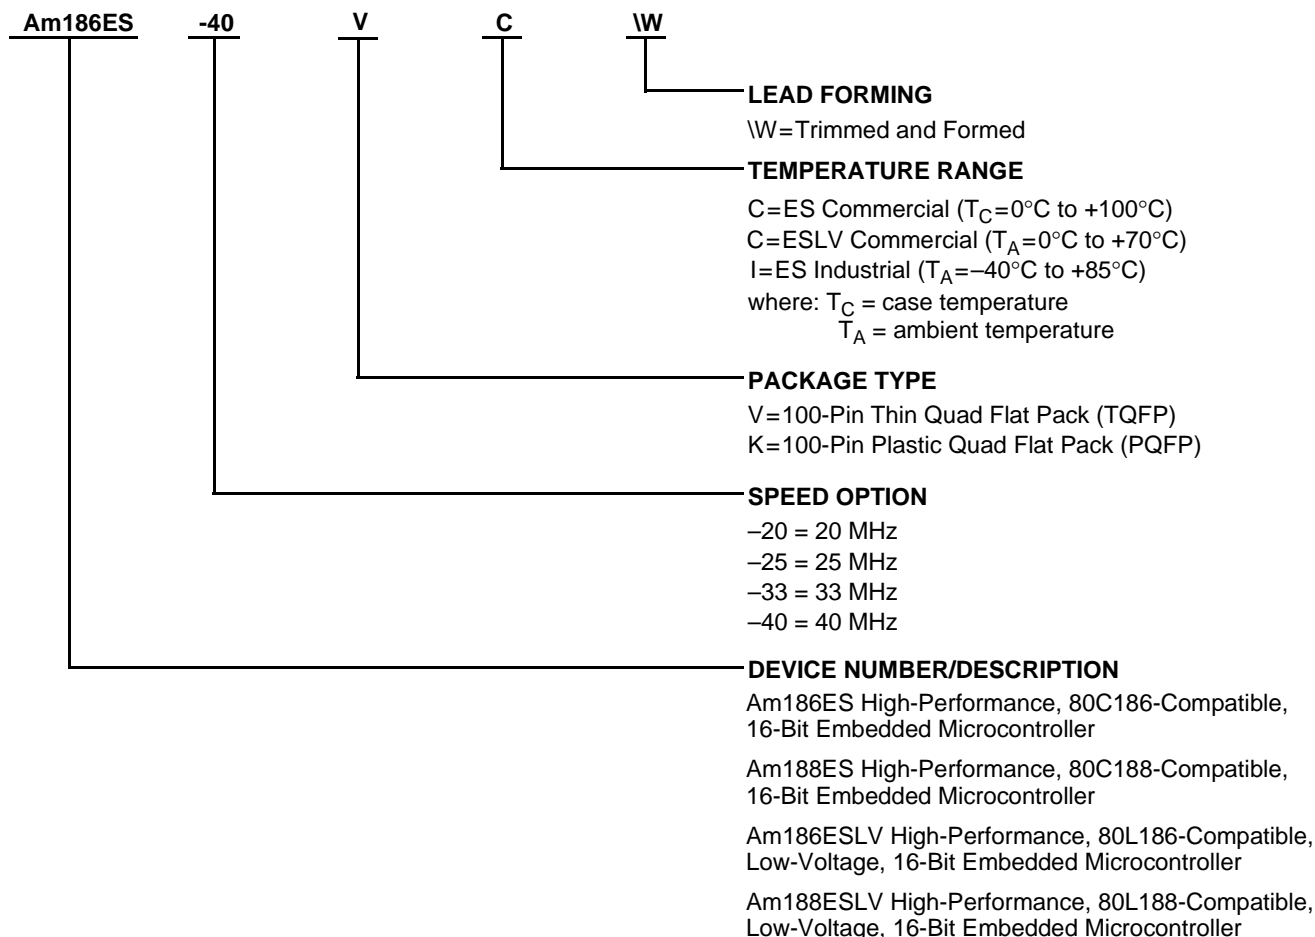 Am186ES -40 V C \W
LEAD FORMING
\W=Trimmed and Formed
TEMPERATURE RANGE
C=ES Commercial (TC=0°C to +100°C)
C=ESLV Commercial (TA=0°C to +70°C)
I=ES Industrial (TA=–40°C to +85°C)
where: TC = case temperature
TA = ambient temperature
PACKAGE TYPE
V=100-Pin Thin Quad Flat Pack (TQFP)
K=100-Pin Plastic Quad Flat Pack (PQFP)
SPEED OPTION
–20 = 20 MHz
–25 = 25 MHz
–33 = 33 MHz
–40 = 40 MHz
DEVICE NUMBER/DESCRIPTION
Am186ES High-Performance, 80C186-Compatible,
16-Bit Embedded Microcontroller
Am188ES High-Performance, 80C188-Compatible,
16-Bit Embedded Microcontroller
Am186ESLV High-Performance, 80L186-Compatible,
Low-Voltage, 16-Bit Embedded Microcontroller
Am188ESLV High-Performance, 80L188-Compatible,
Low-Voltage, 16-Bit Embedded Microcontroller